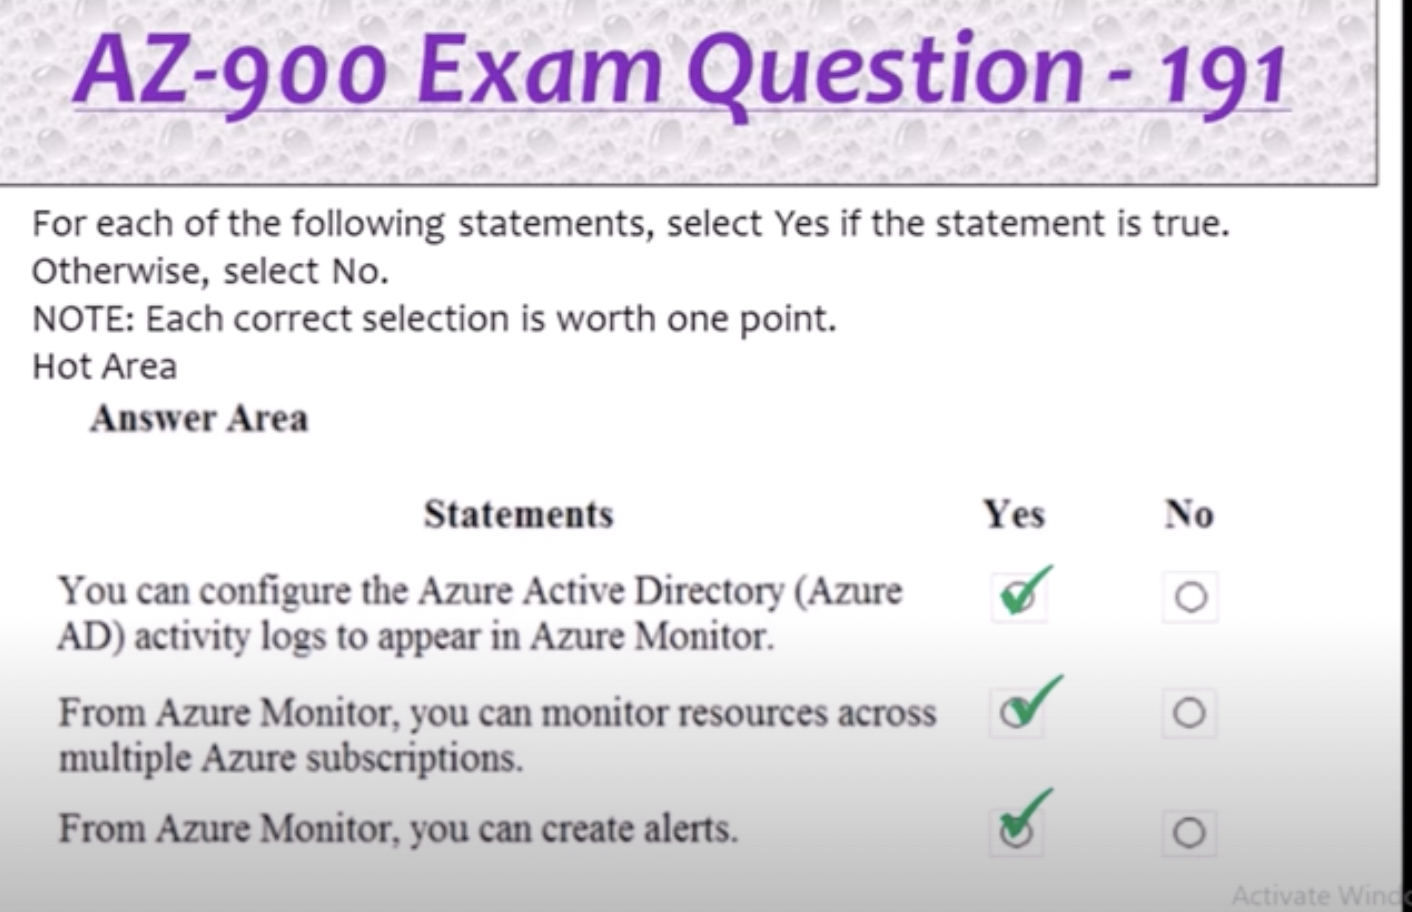 AZ-900 Exam Question - 191
For each of the following statements, select Yes if the statement is true.
Otherwise, select No.
NOTE: Each correct selection is worth one point.
Hot Area
Answer Area
Statements Yes No
You can configure the Azure Active Directory (Azure
AD) activity logs to appear in Azure Monitor.
From Azure Monitor, you can monitor resources across
multiple Azure subscriptions.
From Azure Monitor, you can create alerts.
Activate